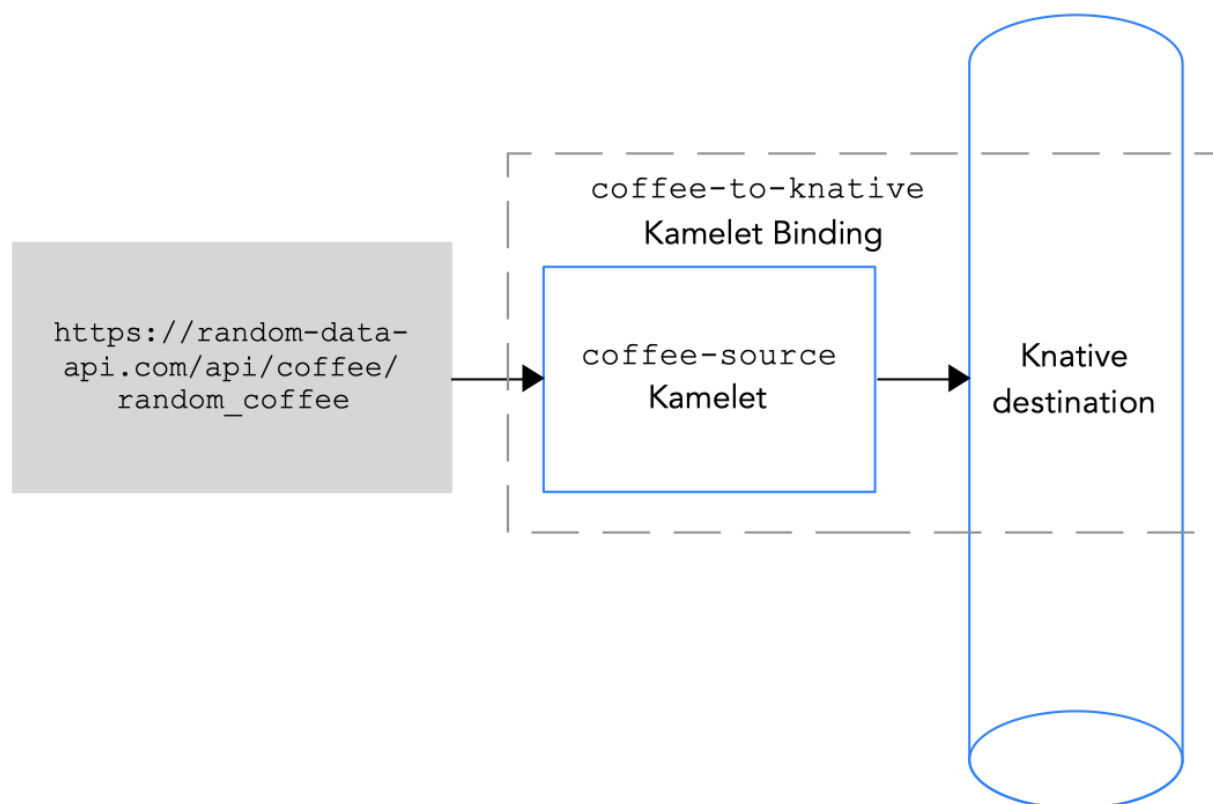 coffee-to-knative
Kamelet Binding
https://random-data-
api.com/api/coffee/
random_coffee
coffee-source
Kamelet
Knative
destination